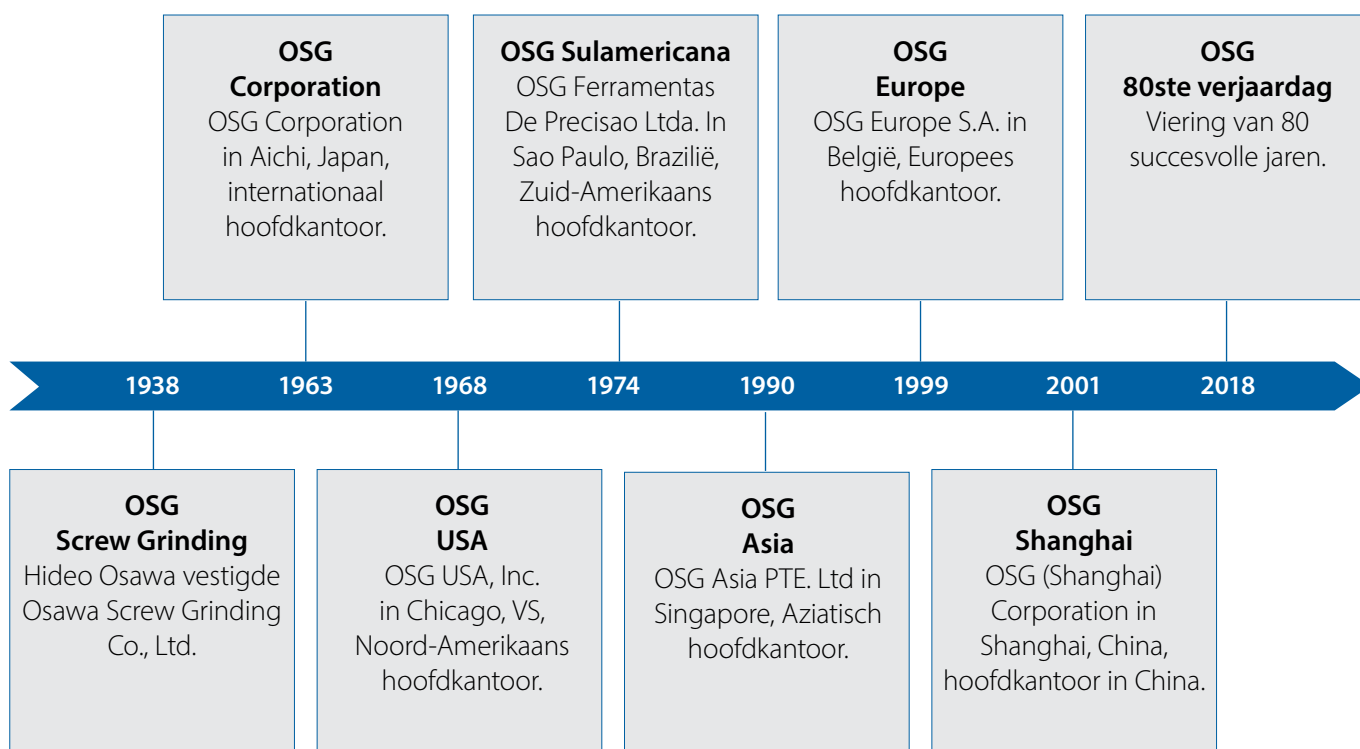 OSG
Corporation
OSG Corporation
in Aichi, Japan,
internationaal
hoofdkantoor.
OSG Sulamericana
OSG Ferramentas
De Precisao Ltda. In
Sao Paulo, Brazilië,
Zuid-Amerikaans
hoofdkantoor.
OSG
Europe
OSG Europe S.A. in
België, Europees
hoofdkantoor.
OSG
80ste verjaardag
Viering van 80
succesvolle jaren.
1938 1963 1968 1974 1990 1999 2001 2018
OSG
Screw Grinding
Hideo Osawa vestigde
Osawa Screw Grinding
Co., Ltd.
OSG
USA
OSG USA, Inc.
in Chicago, VS,
Noord-Amerikaans
hoofdkantoor.
OSG
Asia
OSG Asia PTE. Ltd in
Singapore, Aziatisch
hoofdkantoor.
OSG
Shanghai
OSG (Shanghai)
Corporation in
Shanghai, China,
hoofdkantoor in China.